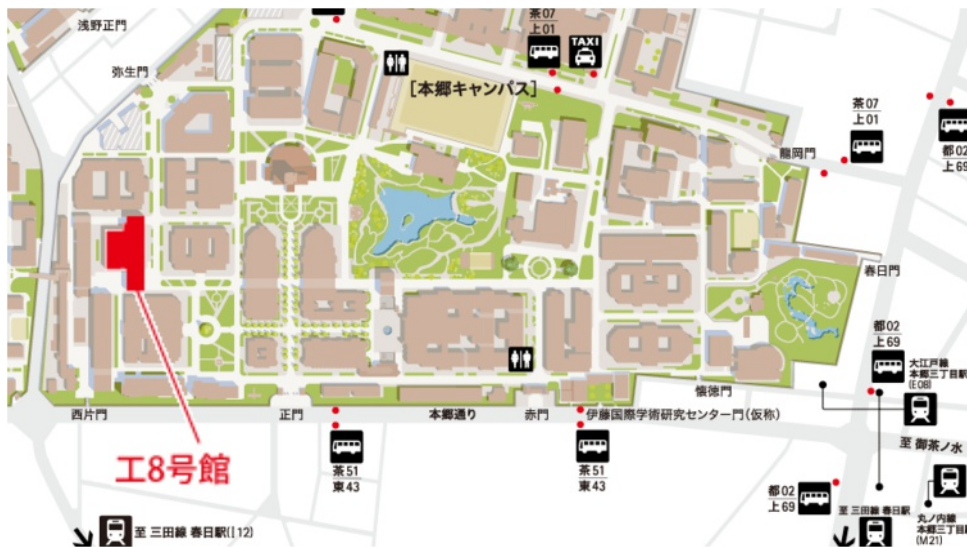 浅野正門
弥生門
茶07
上01
TAXI
[本郷キャンパス]
茶07
上01
都02
上69
龍岡門
春日門
都02
上69
大江戸線
本郷三丁目駅
(E08)
懐徳門
西片門
正門
本郷通り
赤門
伊藤国際学術研究センター門(仮称)
至 御茶ノ水
工8号館
茶51
東43
茶51
東43
都02
上69
至 三田線 春日駅(I12)
至 三田線 春日駅
丸ノ内線
本郷三丁目
(M21)